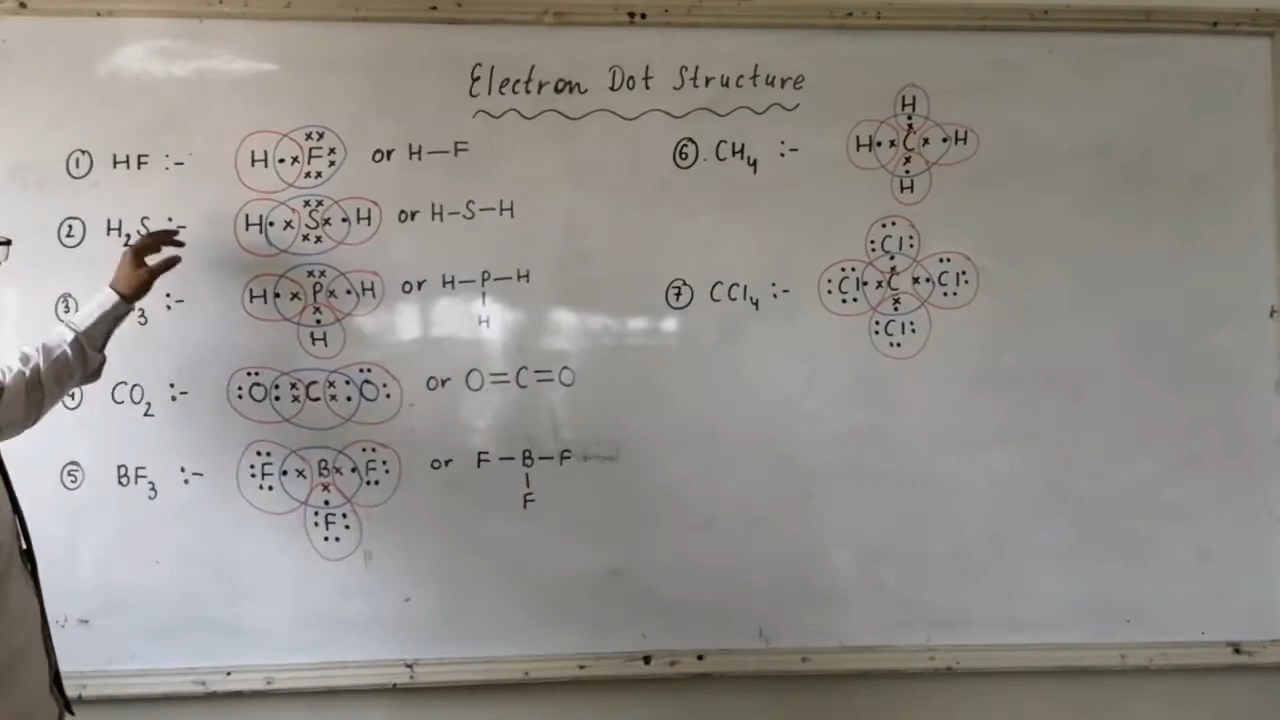 Electron Dot Structure
① HF :- H •× F ×× ×× ×× or H–F
② H₂S :- H • × S × • H ×× ×× or H–S–H
③ ₃ :- H • × P × • H ×× or H–P–H
× •
H
|
H
④ CO₂ :- :O: ×× C ×× :O: or O=C=O
⑤ BF₃ :- :F • × B × • F: or F–B–F
× •
:F:
|
F
⑥. CH₄ :- H
H • × C × • H
H
⑦ CCl₄ :- :Cl:
:Cl • × C × • Cl:
:Cl: